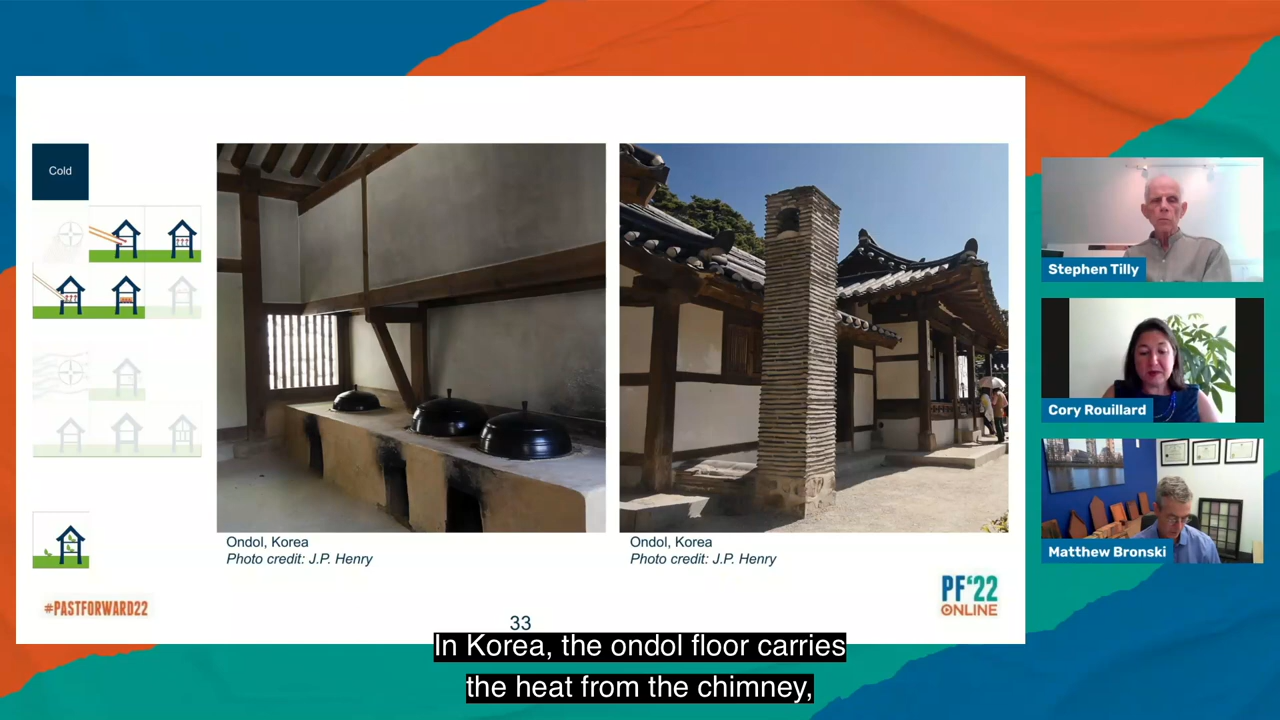 Cold
Ondol, Korea
Photo credit: J.P. Henry
Ondol, Korea
Photo credit: J.P. Henry
#PASTFORWARD22
33
PF'22
ONLINE
Stephen Tilly
Cory Rouillard
Matthew Bronski
In Korea, the ondol floor carries
the heat from the chimney,